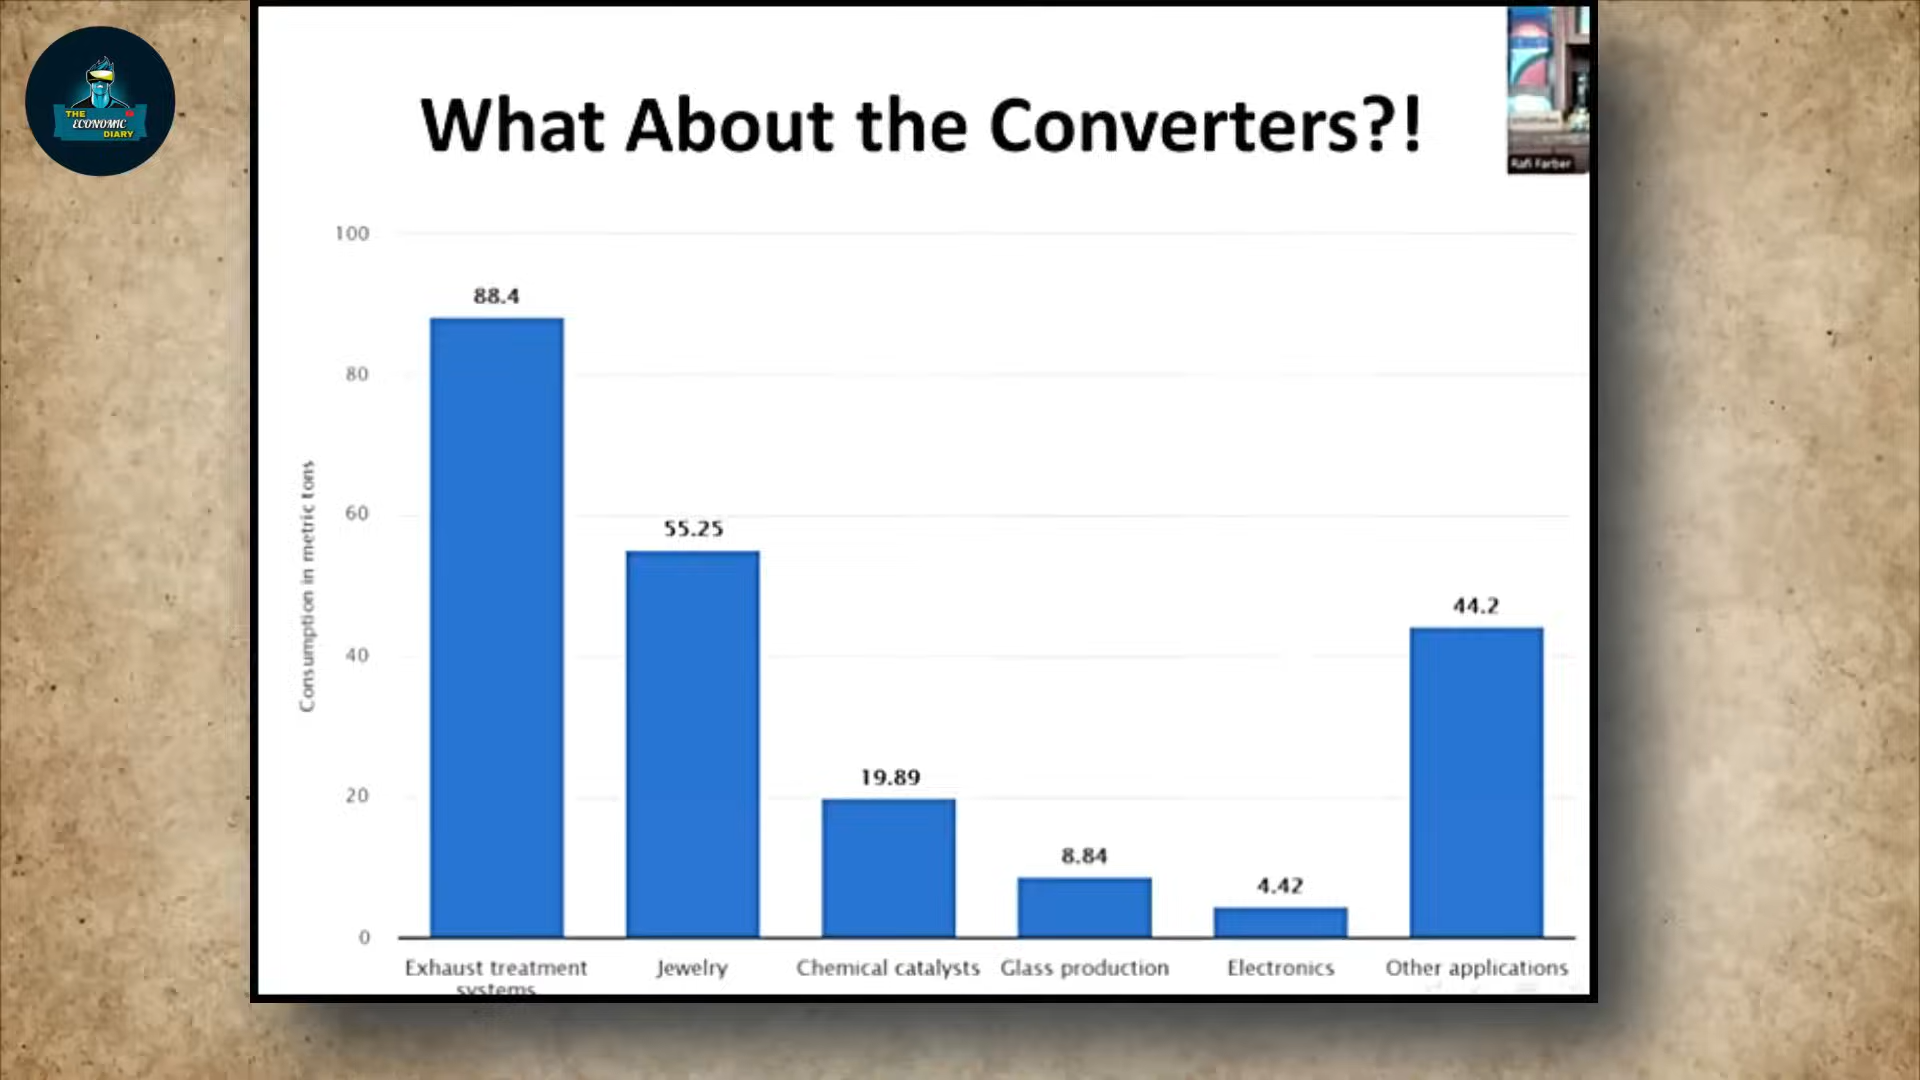 THE
ECONOMIC
DIARY
What About the Converters?!
Rafi Farber
100
80
60
40
20
0
Consumption in metric tons
88.4
55.25
19.89
8.84
4.42
44.2
Exhaust treatment
systems
Jewelry
Chemical catalysts
Glass production
Electronics
Other applications